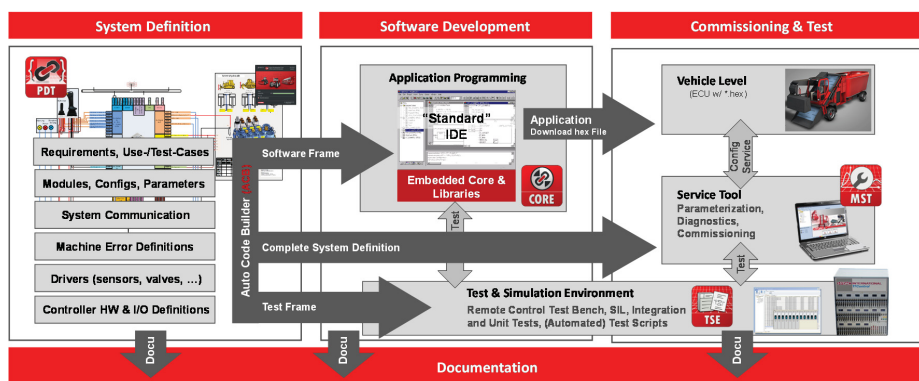 System Definition
Software Development
Commissioning & Test
PDT
Requirements, Use-/Test-Cases
Modules, Configs, Parameters
System Communication
Machine Error Definitions
Drivers (sensors, valves, …)
Controller HW & I/O Definitions
Auto Code Builder (ACB)
Software Frame
Complete System Definition
Test Frame
Application Programming
"Standard"
IDE
Embedded Core &
Libraries
CORE
Application
Download hex File
Test
Vehicle Level
(ECU w/ *.hex)
Config
Service
Service Tool
Parameterization,
Diagnostics,
Commissioning
MST
Test
Test & Simulation Environment
Remote Control Test Bench, SIL, Integration
and Unit Tests, (Automated) Test Scripts
TSE
Docu
Docu
Docu
Documentation